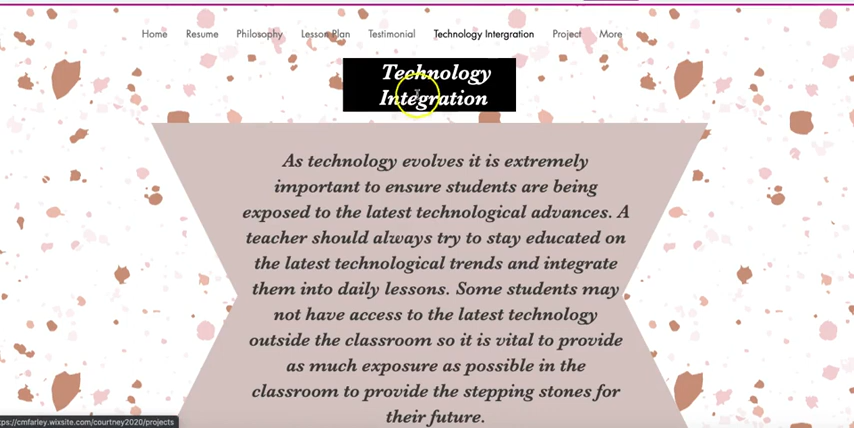 Home Resume Philosophy Lesson Plan Testimonial Technology Intergration Project More
Technology
Integration
As technology evolves it is extremely
important to ensure students are being
exposed to the latest technological advances. A
teacher should always try to stay educated on
the latest technological trends and integrate
them into daily lessons. Some students may
not have access to the latest technology
outside the classroom so it is vital to provide
as much exposure as possible in the
classroom to provide the stepping stones for
their future.
tps://cmfarley.wixsite.com/courtney2020/projects